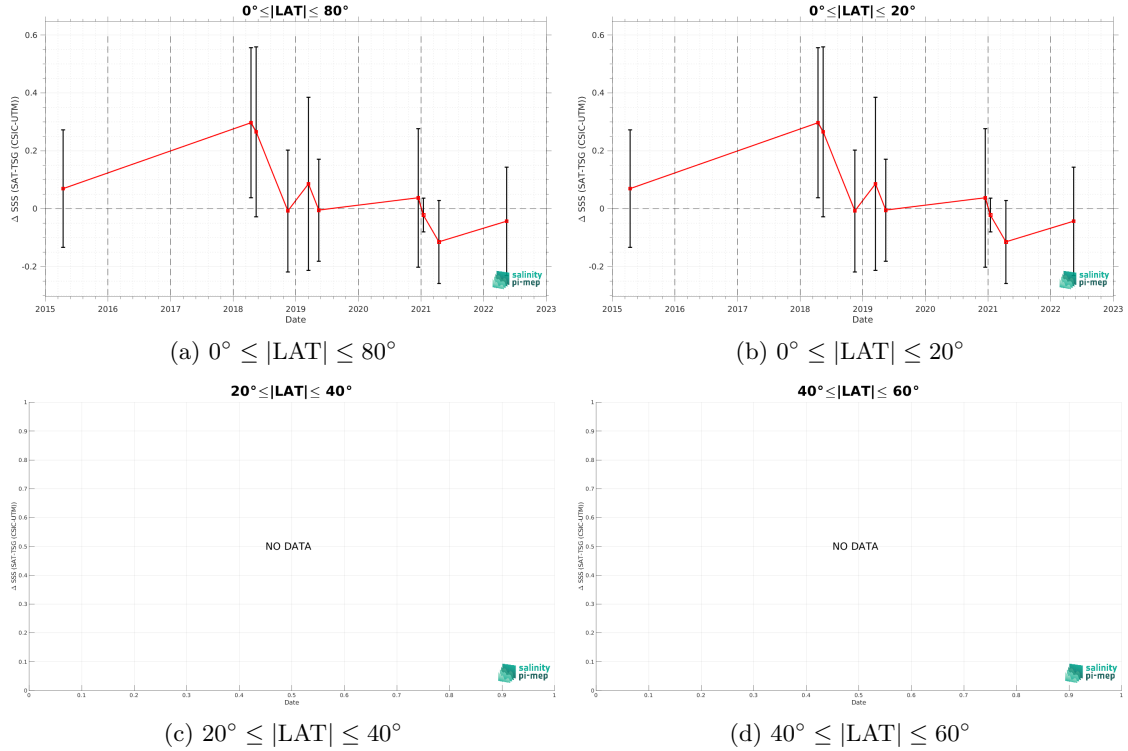 0°≤|LAT|≤ 80°
Δ SSS (SAT-TSG (CSIC-UTM))
0.6
0.4
0.2
0
-0.2
2015 2016 2017 2018 2019 2020 2021 2022 2023
Date
salinity
pi-mep
(a) 0° ≤ |LAT| ≤ 80°
0°≤|LAT|≤ 20°
Δ SSS (SAT-TSG (CSIC-UTM))
0.6
0.4
0.2
0
-0.2
2015 2016 2017 2018 2019 2020 2021 2022 2023
Date
salinity
pi-mep
(b) 0° ≤ |LAT| ≤ 20°
20°≤|LAT|≤ 40°
Δ SSS (SAT-TSG (CSIC-UTM))
1
0.9
0.8
0.7
0.6
0.5
0.4
0.3
0.2
0.1
0
NO DATA
0 0.1 0.2 0.3 0.4 0.5 0.6 0.7 0.8 0.9 1
Date
salinity
pi-mep
(c) 20° ≤ |LAT| ≤ 40°
40°≤|LAT|≤ 60°
Δ SSS (SAT-TSG (CSIC-UTM))
1
0.9
0.8
0.7
0.6
0.5
0.4
0.3
0.2
0.1
0
NO DATA
0 0.1 0.2 0.3 0.4 0.5 0.6 0.7 0.8 0.9 1
Date
salinity
pi-mep
(d) 40° ≤ |LAT| ≤ 60°